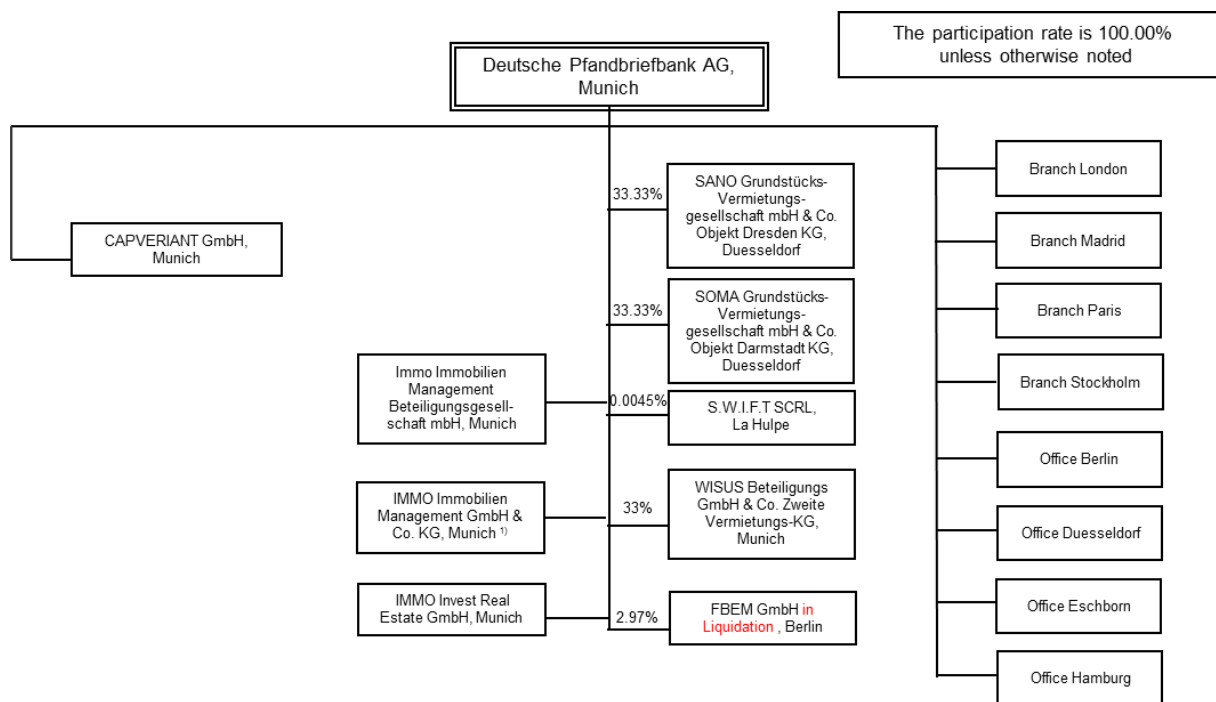 The participation rate is 100.00%
unless otherwise noted
Deutsche Pfandbriefbank AG,
Munich
CAPVERIANT GmbH,
Munich
33.33%
SANO Grundstücks-
Vermietungs-
gesellschaft mbH & Co.
Objekt Dresden KG,
Duesseldorf
33.33%
SOMA Grundstücks-
Vermietungs-
gesellschaft mbH & Co.
Objekt Darmstadt KG,
Duesseldorf
Immo Immobilien
Management
Beteiligungsgesell-
schaft mbH, Munich
0.0045%
S.W.I.F.T SCRL,
La Hulpe
IMMO Immobilien
Management GmbH &
Co. KG, Munich ¹⁾
33%
WISUS Beteiligungs
GmbH & Co. Zweite
Vermietungs-KG,
Munich
IMMO Invest Real
Estate GmbH, Munich
2.97%
FBEM GmbH in
Liquidation , Berlin
Branch London
Branch Madrid
Branch Paris
Branch Stockholm
Office Berlin
Office Duesseldorf
Office Eschborn
Office Hamburg